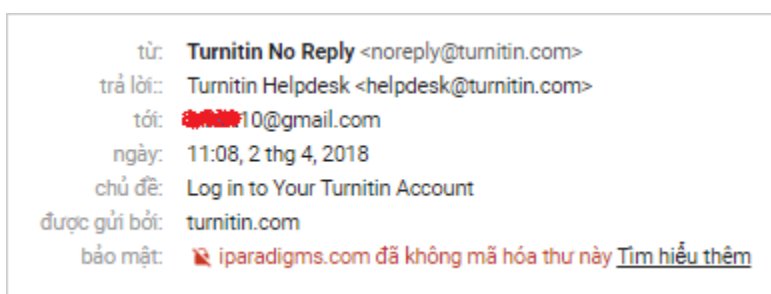 từ: Turnitin No Reply <noreply@turnitin.com>
trả lời:: Turnitin Helpdesk <helpdesk@turnitin.com>
tới: 10@gmail.com
ngày: 11:08, 2 thg 4, 2018
chủ đề: Log in to Your Turnitin Account
được gửi bởi: turnitin.com
bảo mật: iparadigms.com đã không mã hóa thư này Tìm hiểu thêm